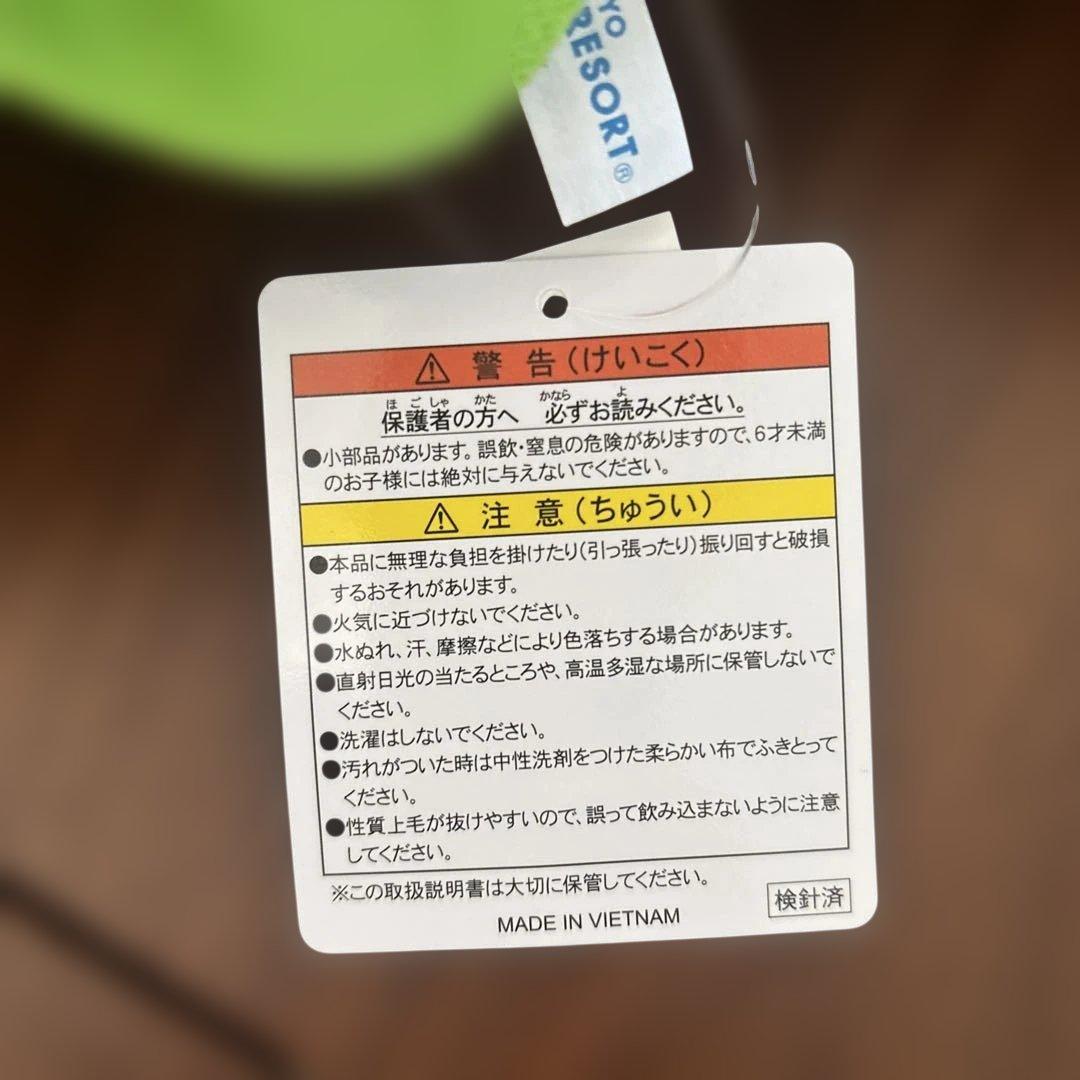 YO
RESORT®
⚠ 警告(けいこく)
保護者の方へ 必ずお読みください。
●小部品があります。誤飲・窒息の危険がありますので、6才未満
のお子様には絶対に与えないでください。
⚠ 注意(ちゅうい)
●本品に無理な負担を掛けたり(引っ張ったり)振り回すと破損
するおそれがあります。
●火気に近づけないでください。
●水ぬれ、汗、摩擦などにより色落ちする場合があります。
●直射日光の当たるところや、高温多湿な場所に保管しないで
ください。
●洗濯はしないでください。
●汚れがついた時は中性洗剤をつけた柔らかい布でふきとって
ください。
●性質上毛が抜けやすいので、誤って飲み込まないように注意
してください。
※この取扱説明書は大切に保管してください。
MADE IN VIETNAM
検針済